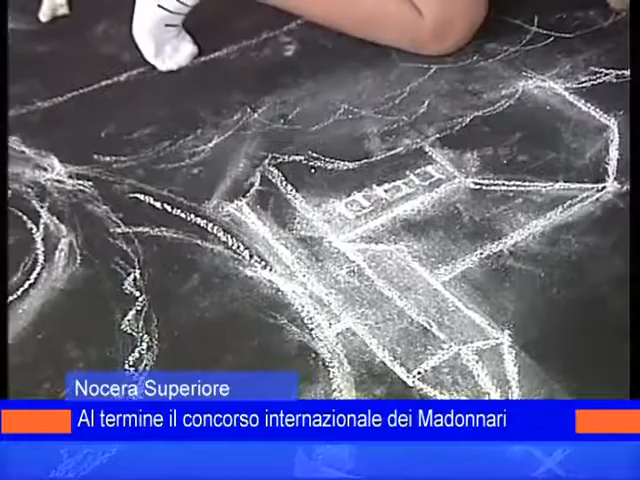 Nocera Superiore
Al termine il concorso internazionale dei Madonnari